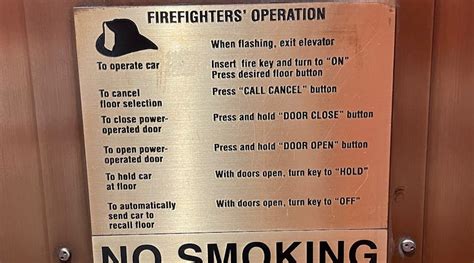 FIREFIGHTERS' OPERATION
When flashing, exit elevator
To operate car
Insert fire key and turn to "ON"
Press desired floor button
To cancel
floor selection
Press "CALL CANCEL" button
To close power-
operated door
Press and hold "DOOR CLOSE" button
To open power-
operated door
Press and hold "DOOR OPEN" button
To hold car
at floor
With doors open, turn key to "HOLD"
To automatically
send car to
recall floor
With doors open, turn key to "OFF"
NO SMOKING